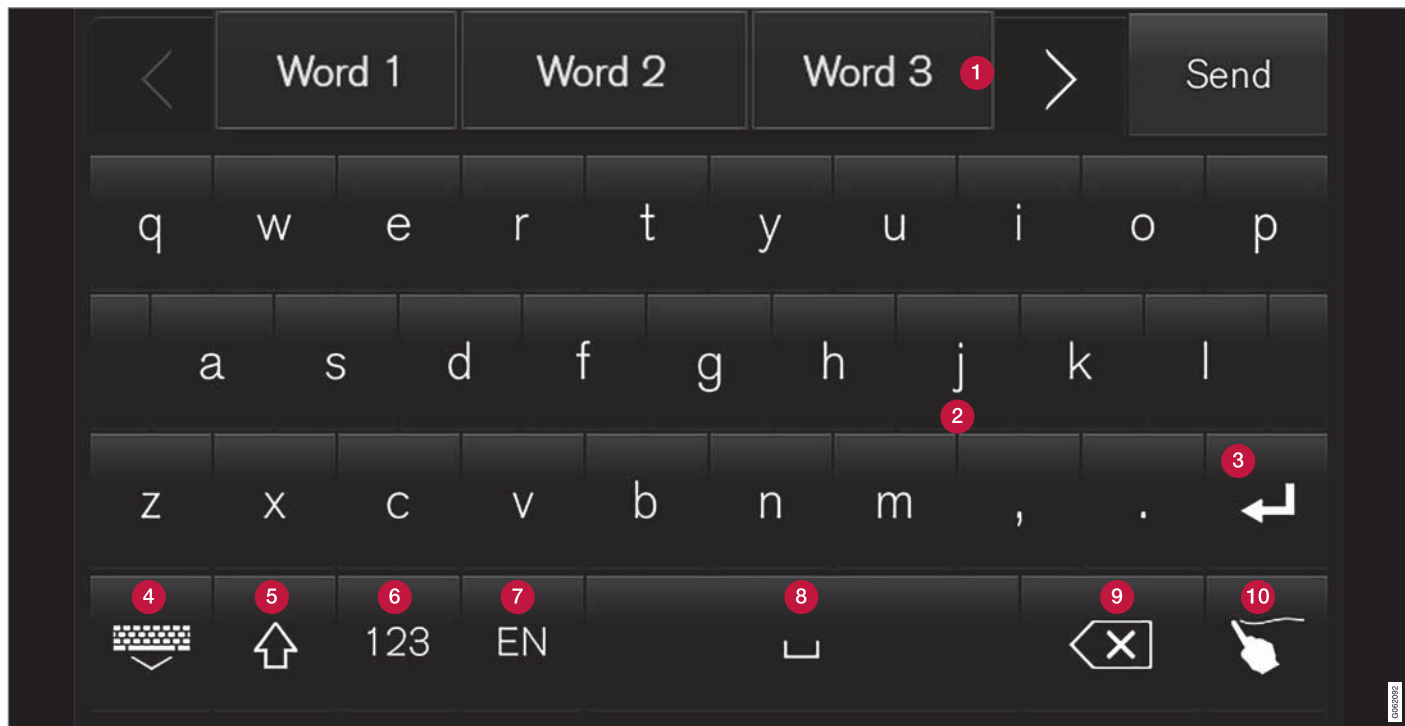 Word 1 Word 2 Word 3 1 Send
q w e r t y u i o p
a s d f g h j k l
2
3
z x c v b n m , .
4 5 6 7 8 9 10
123 EN
G062092